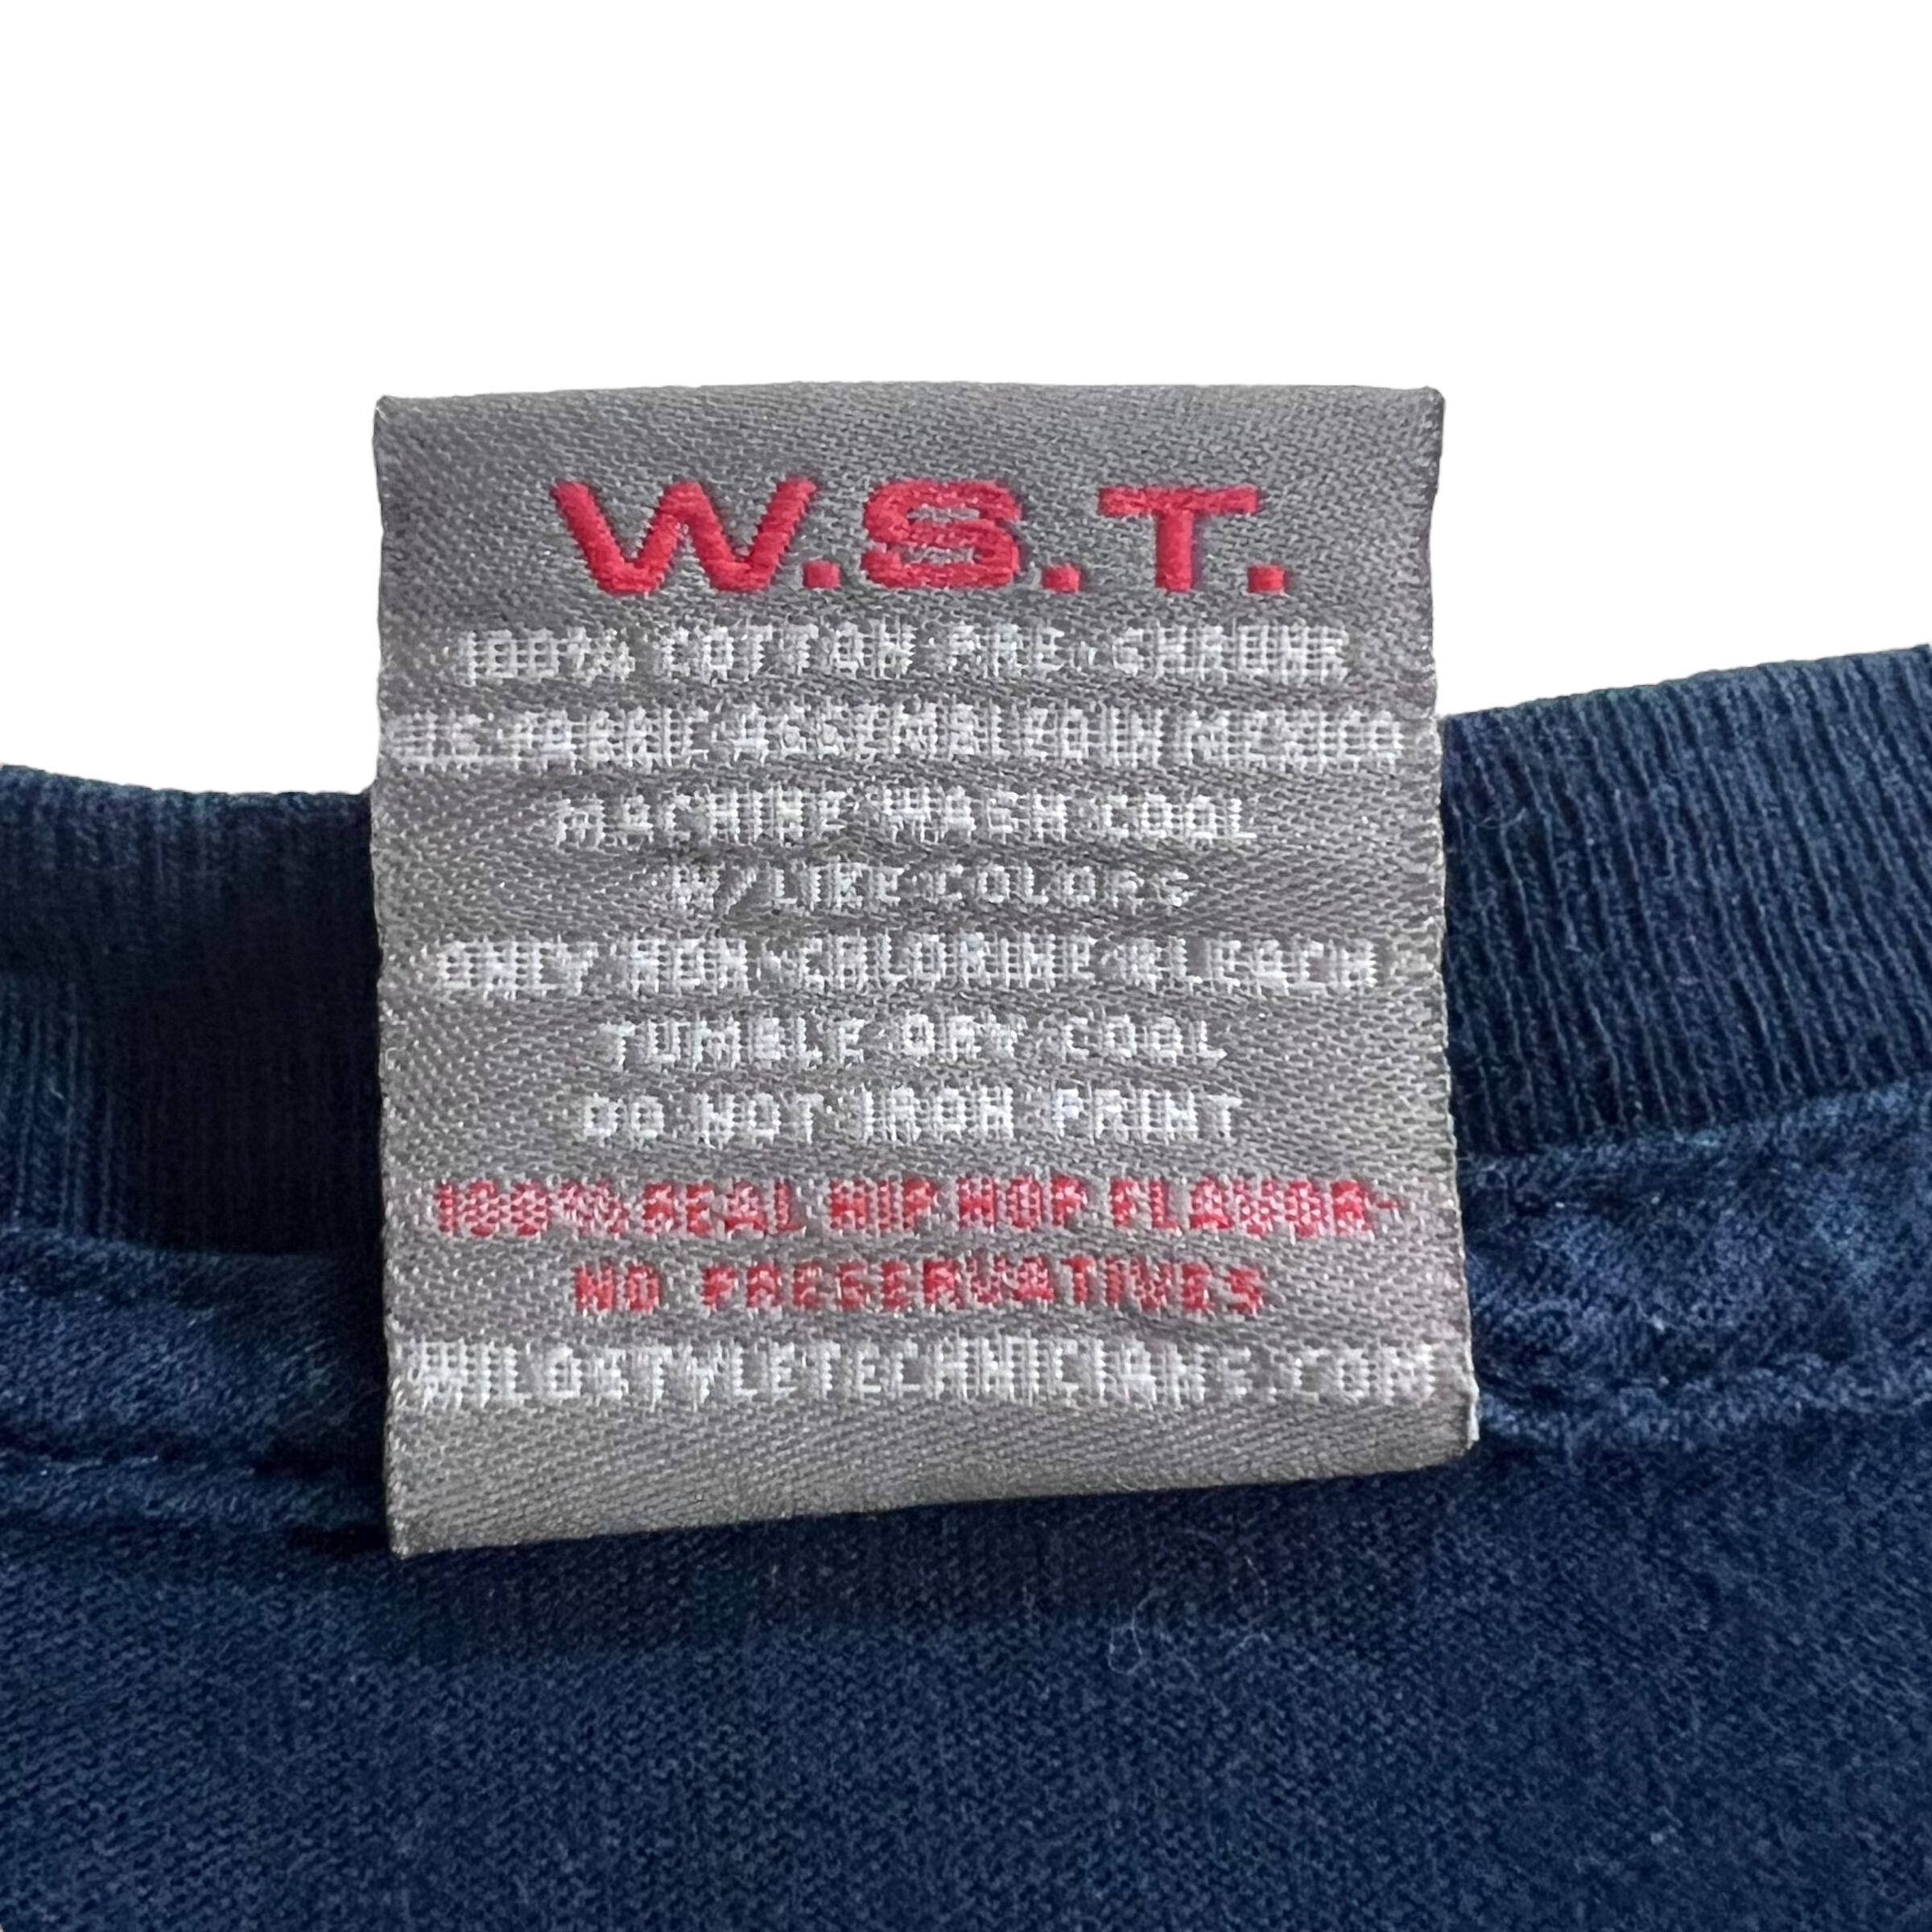 W.S.T.
100% COTTON PRE-SHRUNK
U.S. FABRIC ASSEMBLED IN MEXICO
MACHINE WASH COOL
W/LIKE COLORS
ONLY NON-CHLORINE BLEACH
TUMBLE DRY COOL
DO NOT IRON PRINT
100% REAL HIP HOP FLAVOR-
NO PRESERVATIVES
WILDSTYLETECHNICIANS.COM